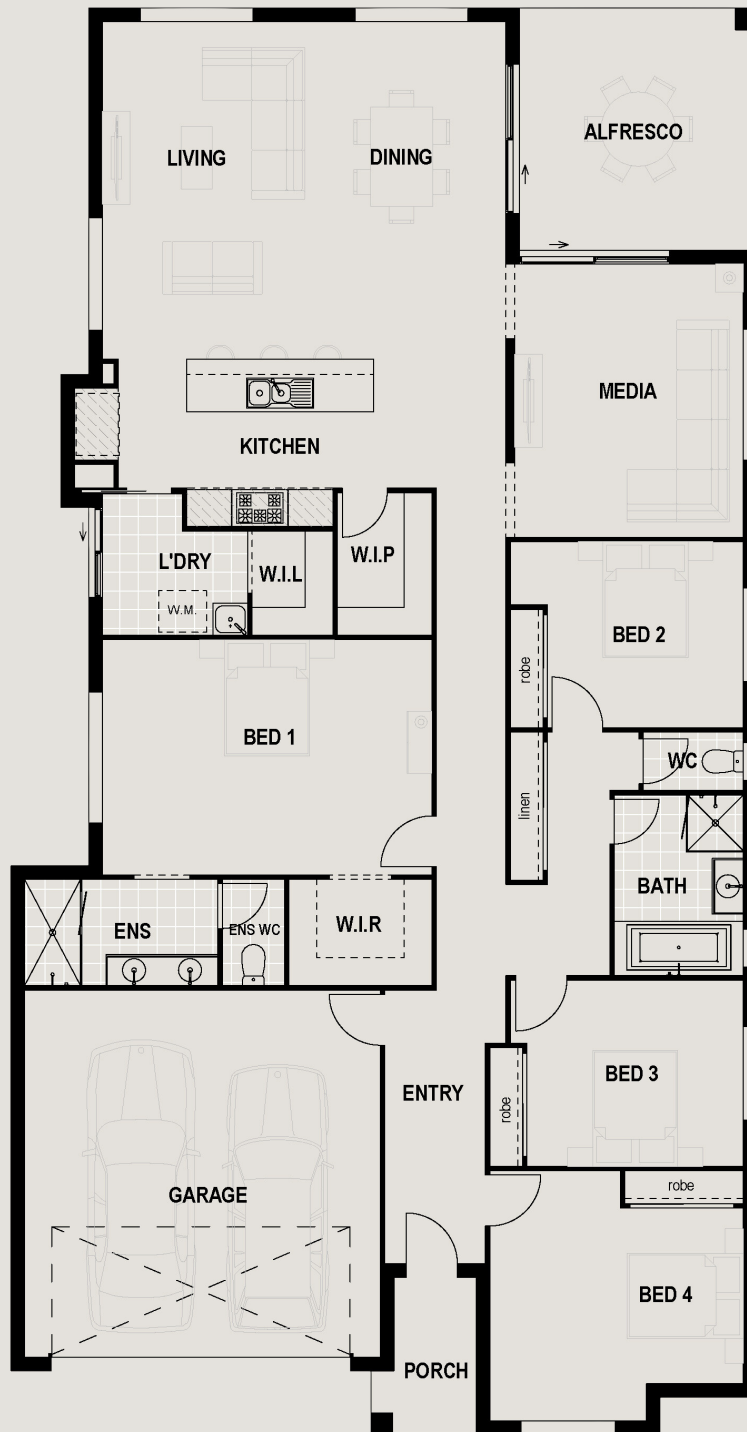 LIVING
DINING
ALFRESCO
MEDIA
KITCHEN
L'DRY
W.I.L
W.I.P
W.M.
BED 2
robe
BED 1
WC
linen
BATH
ENS
ENS WC
W.I.R
BED 3
ENTRY
robe
GARAGE
robe
BED 4
PORCH